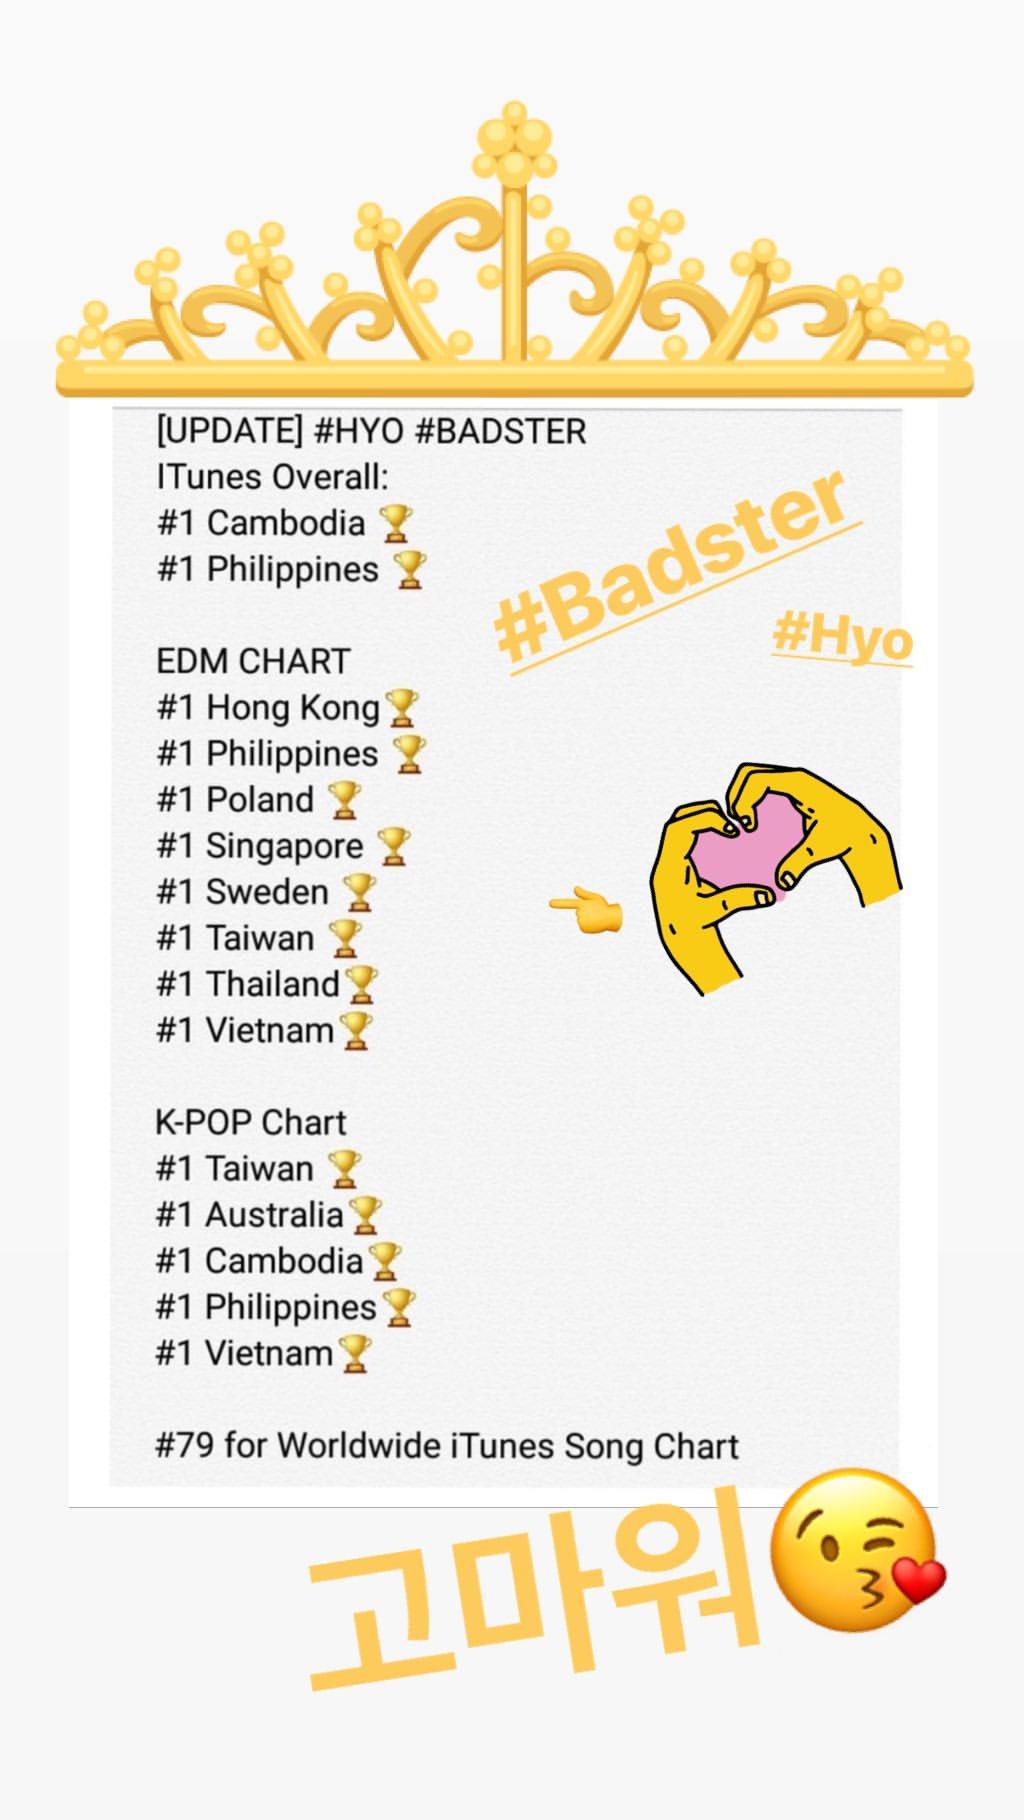 [UPDATE] #HYO #BADSTER
ITunes Overall:
#1 Cambodia 🏆
#1 Philippines 🏆
#Badster
#Hyo
EDM CHART
#1 Hong Kong🏆
#1 Philippines 🏆
#1 Poland 🏆
#1 Singapore 🏆
#1 Sweden 🏆
#1 Taiwan 🏆
#1 Thailand🏆
#1 Vietnam🏆
K-POP Chart
#1 Taiwan 🏆
#1 Australia🏆
#1 Cambodia🏆
#1 Philippines🏆
#1 Vietnam🏆
#79 for Worldwide iTunes Song Chart
고마워😘